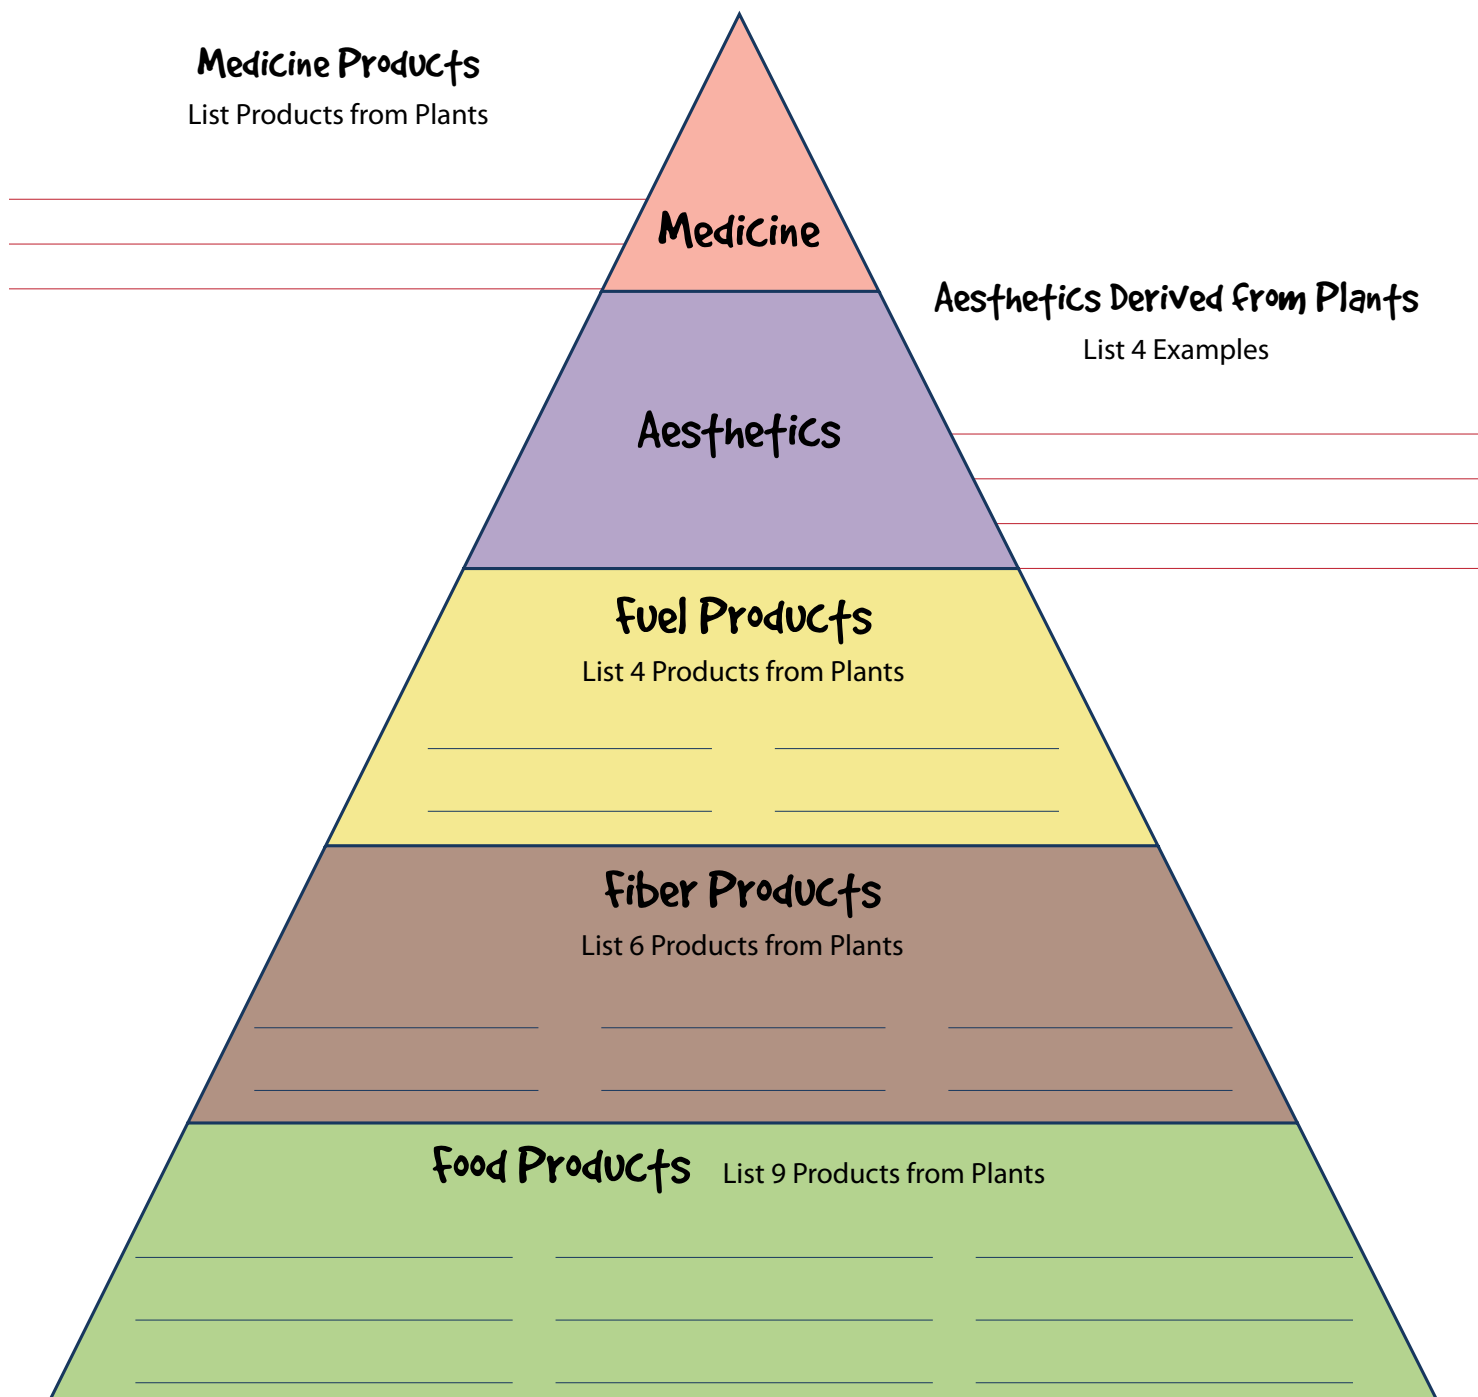 Medicine Products
List Products from Plants
Medicine
Aesthetics Derived from Plants
List 4 Examples
Aesthetics
Fuel Products
List 4 Products from Plants
Fiber Products
List 6 Products from Plants
Food Products List 9 Products from Plants